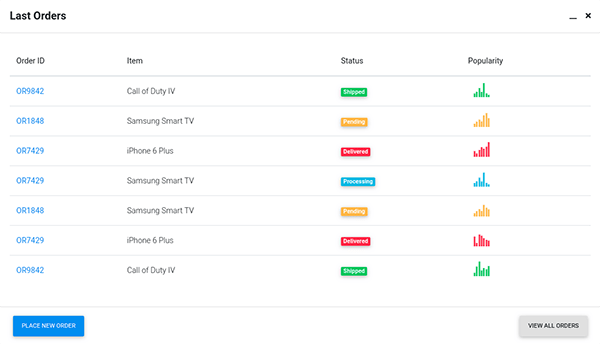 Last Orders
Order ID Item Status Popularity
OR9842 Call of Duty IV Shipped
OR1848 Samsung Smart TV Pending
OR7429 iPhone 6 Plus Delivered
OR7429 Samsung Smart TV Processing
OR1848 Samsung Smart TV Pending
OR7429 iPhone 6 Plus Delivered
OR9842 Call of Duty IV Shipped
PLACE NEW ORDER VIEW ALL ORDERS